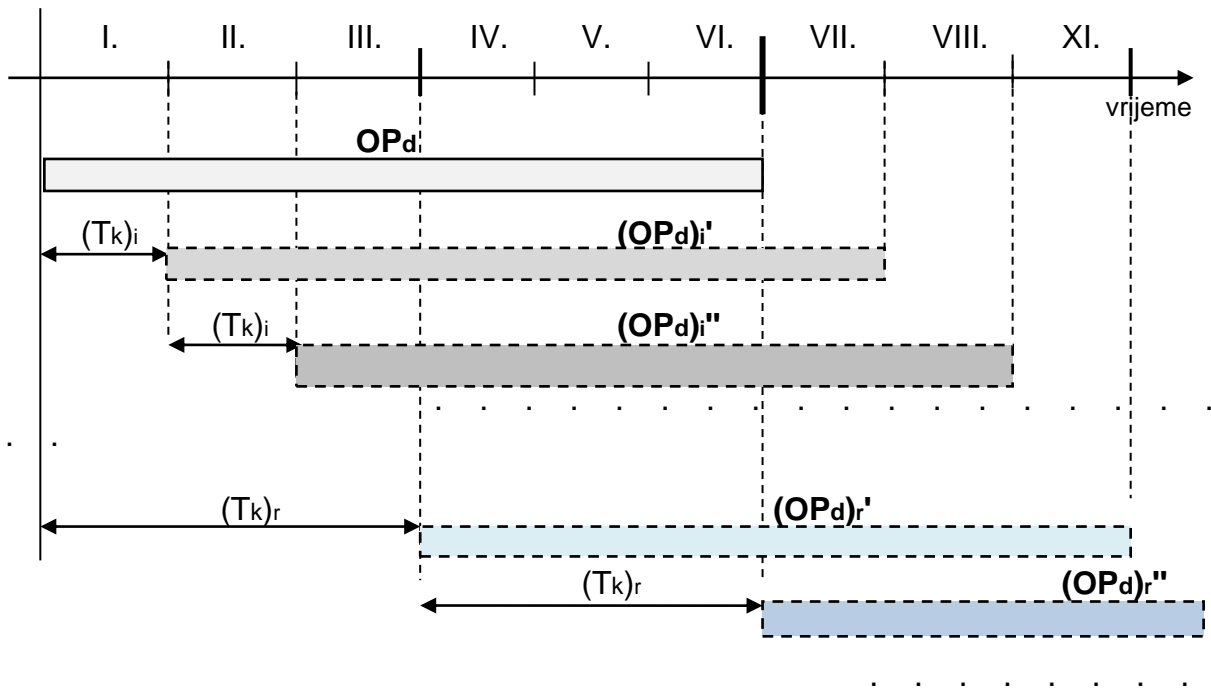 I. II. III. IV. V. VI. VII. VIII. XI.
vrijeme
OPd
(Tk)i (OPd)i'
(Tk)i (OPd)i"
. . . . . . . . . . . . . . . . . . . . . .
. .
(Tk)r (OPd)r'
(Tk)r (OPd)r"
. . . . . . . .